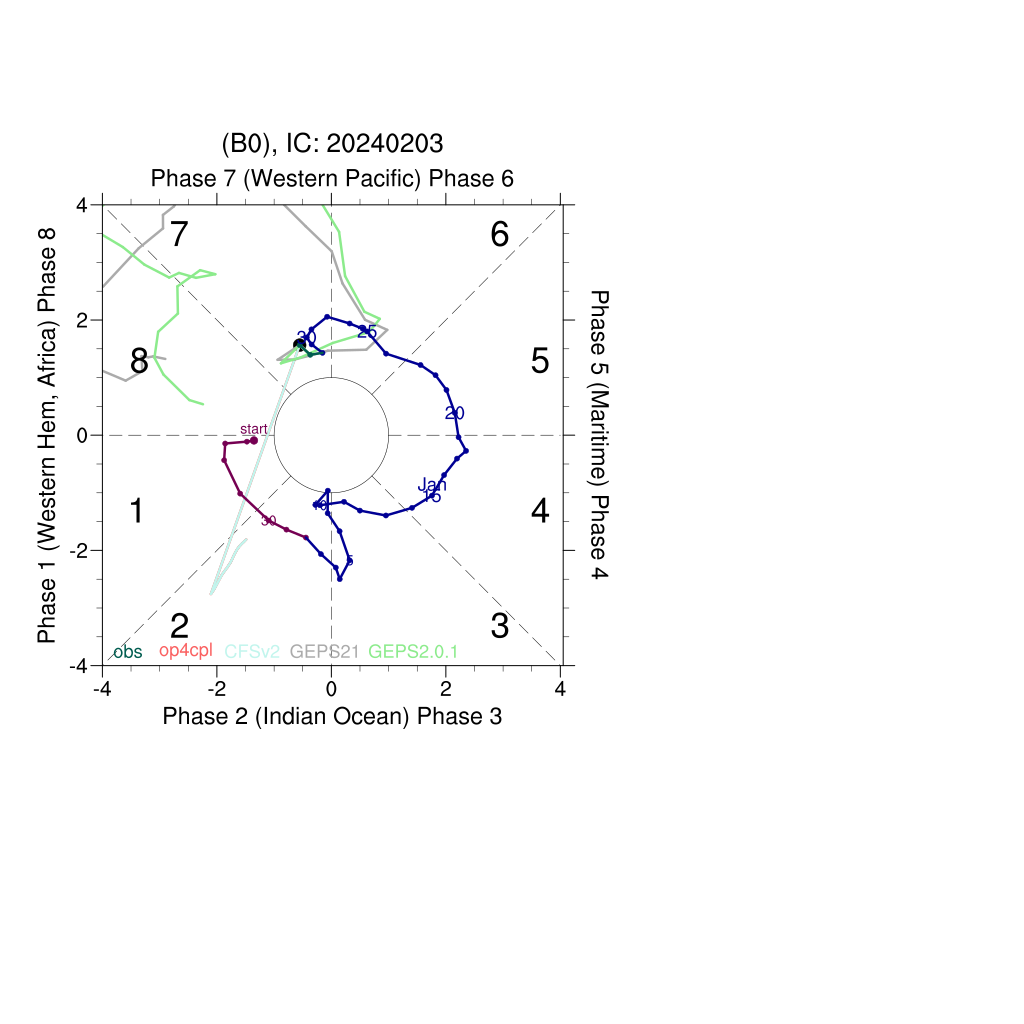 (B0), IC: 20240203
Phase 7 (Western Pacific) Phase 6
4
7
6
25
30
2
8
5
20
start
0
Jan
15
10
1
4
30
5
-2
2
3
obs op4cpl CFSv2 GEPS21 GEPS2.0.1
-4
-4 -2 0 2 4
Phase 2 (Indian Ocean) Phase 3
Phase 1 (Western Hem, Africa) Phase 8
Phase 5 (Maritime) Phase 4